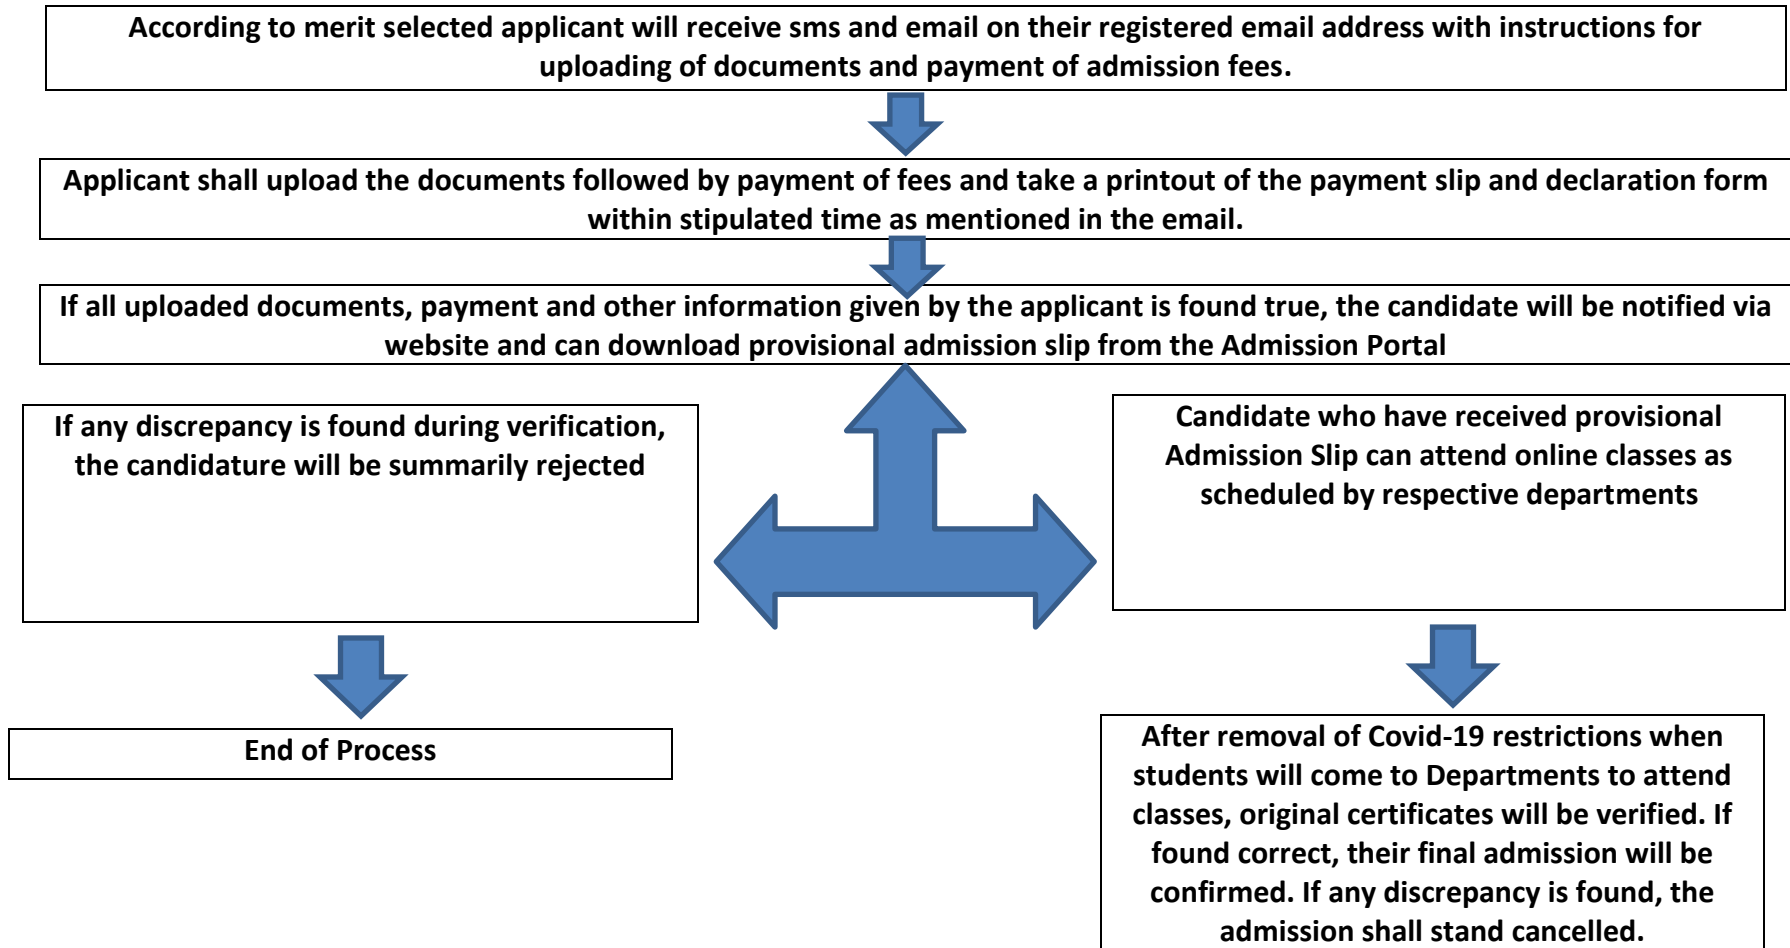 According to merit selected applicant will receive sms and email on their registered email address with instructions for
uploading of documents and payment of admission fees.
Applicant shall upload the documents followed by payment of fees and take a printout of the payment slip and declaration form
within stipulated time as mentioned in the email.
If all uploaded documents, payment and other information given by the applicant is found true, the candidate will be notified via
website and can download provisional admission slip from the Admission Portal
If any discrepancy is found during verification,
the candidature will be summarily rejected
Candidate who have received provisional
Admission Slip can attend online classes as
scheduled by respective departments
End of Process
After removal of Covid-19 restrictions when
students will come to Departments to attend
classes, original certificates will be verified. If
found correct, their final admission will be
confirmed. If any discrepancy is found, the
admission shall stand cancelled.